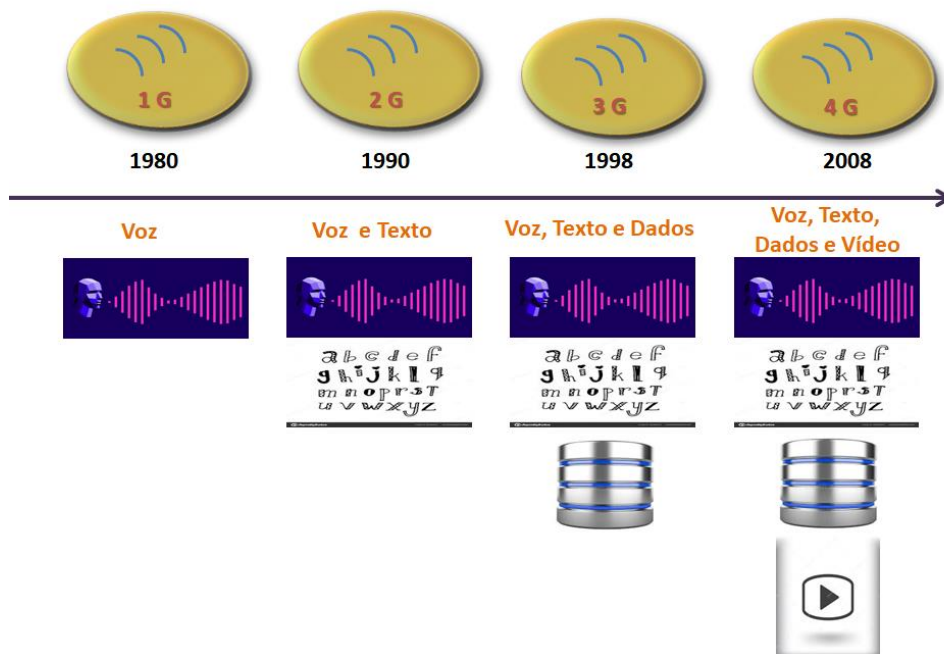 1 G
2 G
3 G
4 G
1980
1990
1998
2008
Voz
Voz e Texto
Voz, Texto e Dados
Voz, Texto,
Dados e Vídeo
a b c d e f
g h i j k l q
m n o p r s T
u v w x y z
a b c d e f
g h i j k l q
m n o p r s T
u v w x y z
a b c d e f
g h i j k l q
m n o p r s T
u v w x y z